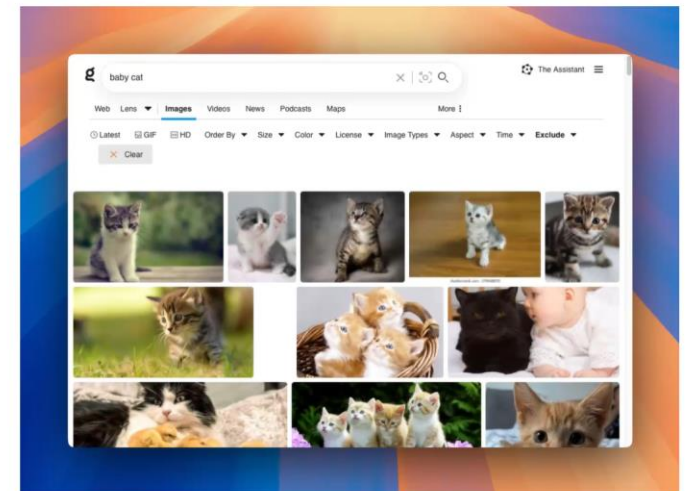 g baby cat
The Assistant
Web Lens Images Videos News Podcasts Maps More
Latest GIF HD Order By Size Color License Image Types Aspect Time Exclude
Clear